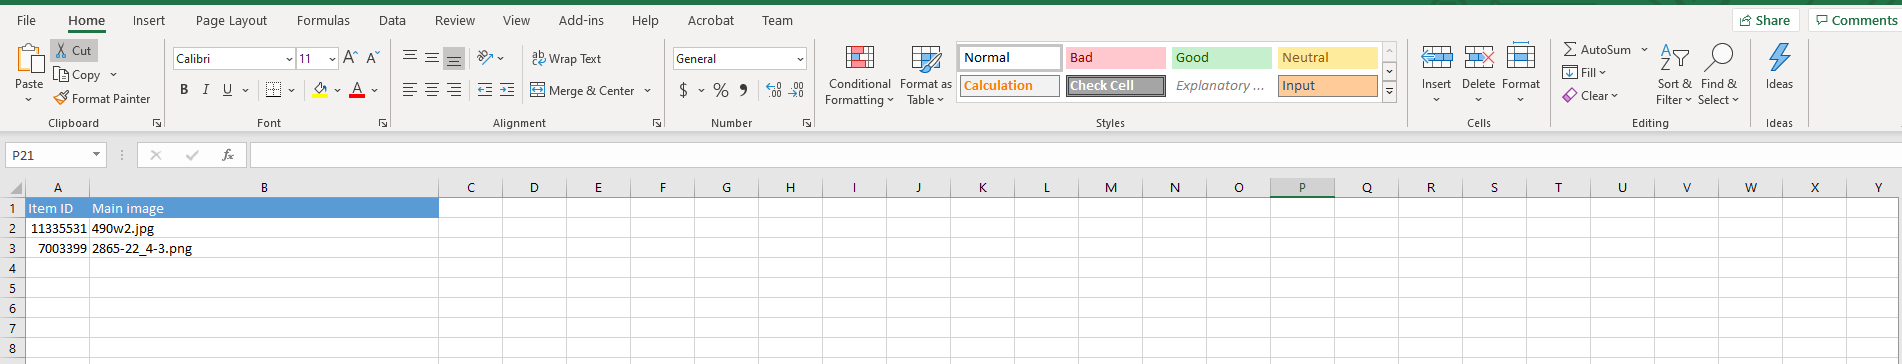 File Home Insert Page Layout Formulas Data Review View Add-ins Help Acrobat Team Share Comments
Cut
Copy
Format Painter
Paste
Clipboard
Calibri 11
B I U A
Font
ab Wrap Text
Merge & Center
Alignment
General
$ % 9
Number
Conditional Formatting
Format as Table
Normal Bad Good Neutral
Calculation Check Cell Explanatory ... Input
Styles
Insert Delete Format
Cells
AutoSum
Fill
Clear
Sort & Filter
Find & Select
Editing
Ideas
Ideas
P21 fx
A B C D E F G H I J K L M N O P Q R S T U V W X Y
1 Item ID Main image
2 11335531 490w2.jpg
3 7003399 2865-22_4-3.png
4
5
6
7
8